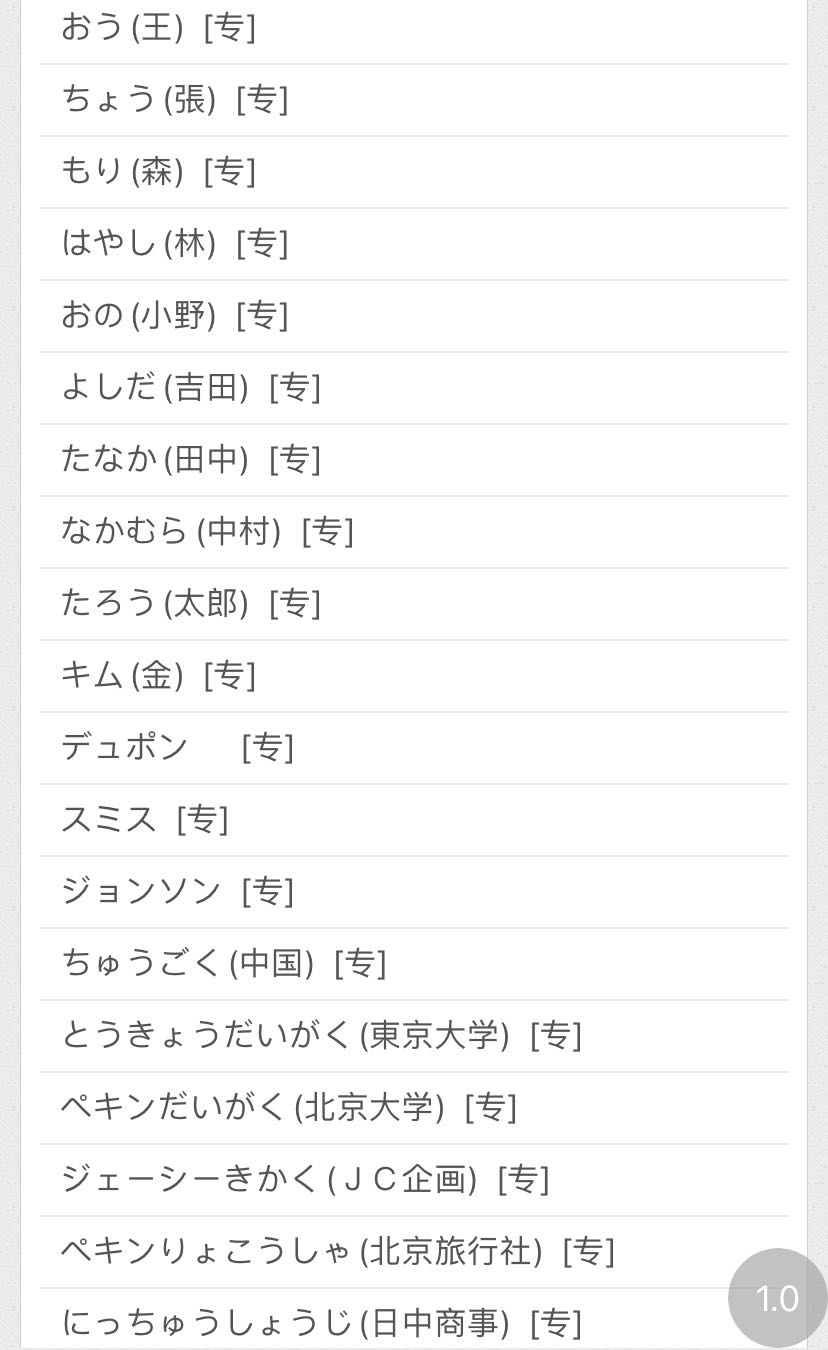 おう(王) [专]
ちょう(張) [专]
もり(森) [专]
はやし(林) [专]
おの(小野) [专]
よしだ(吉田) [专]
たなか(田中) [专]
なかむら(中村) [专]
たろう(太郎) [专]
キム(金) [专]
デュポン　 [专]
スミス [专]
ジョンソン [专]
ちゅうごく(中国) [专]
とうきょうだいがく(東京大学) [专]
ペキンだいがく(北京大学) [专]
ジェーシーきかく(ＪＣ企画) [专]
ペキンりょこうしゃ(北京旅行社) [专]
にっちゅうしょうじ(日中商事) [专]
1.0